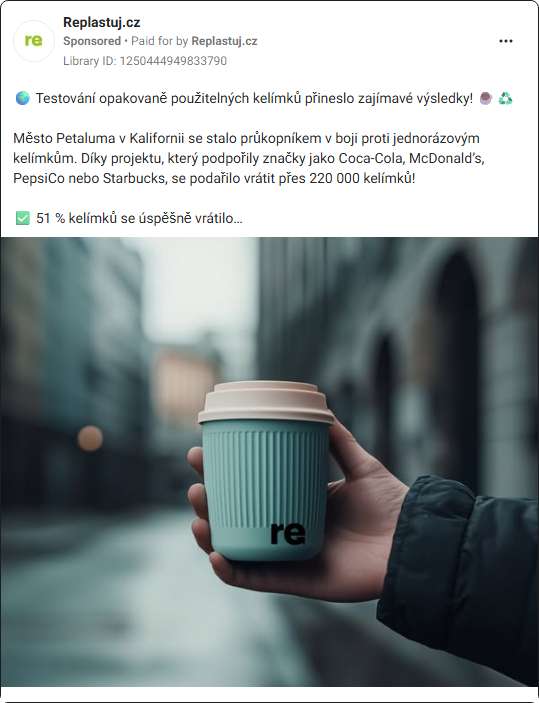 Replastuj.cz
Sponsored • Paid for by Replastuj.cz
Library ID: 1250444949833790
re
🌍 Testování opakovaně použitelných kelímků přineslo zajímavé výsledky! 🧉 ♻️
Město Petaluma v Kalifornii se stalo průkopníkem v boji proti jednorázovým
kelímkům. Díky projektu, který podpořily značky jako Coca-Cola, McDonald’s,
PepsiCo nebo Starbucks, se podařilo vrátit přes 220 000 kelímků!
✅ 51 % kelímků se úspěšně vrátilo…
re